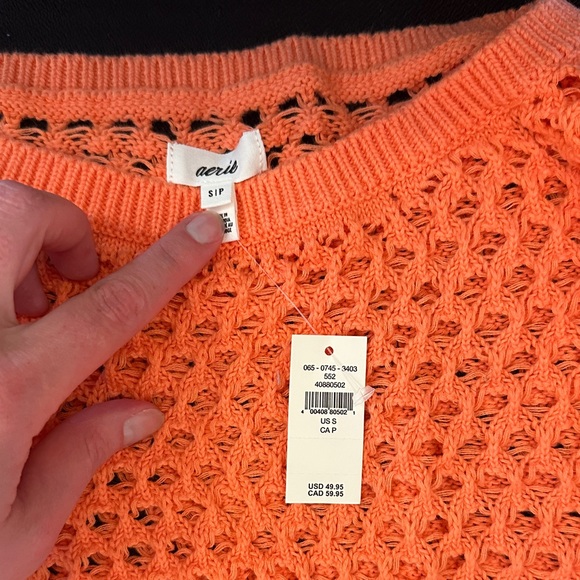 aerie
S|P
065 - 0745 - 3403
552
40880502
4 00408 80502 1
US S
CA P
USD 49.95
CAD 59.95